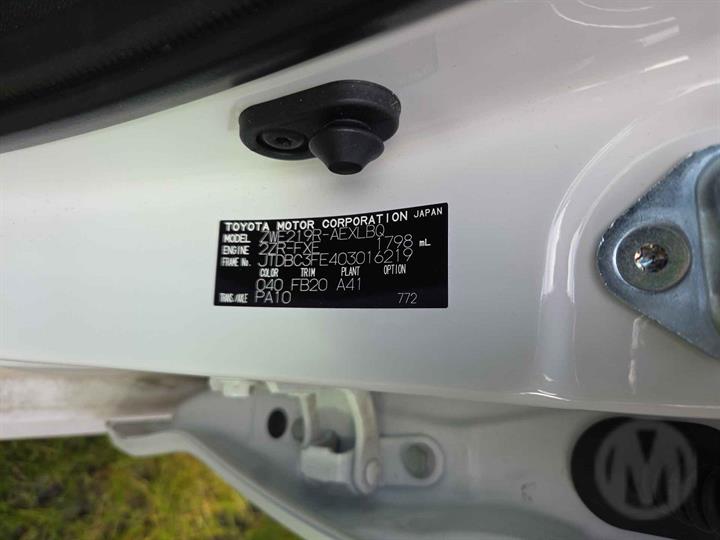 TOYOTA MOTOR CORPORATION JAPAN
MODEL ZWE219R-AEXLBQ
ENGINE 2ZR-FXE 1798 mL
FRAME No. JTDBC3FE403016219
COLOR TRIM PLANT OPTION
040 FB20 A41
TRANS/AXLE PA10 772
M